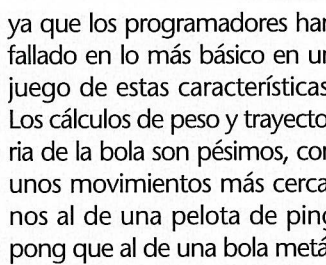 ya que los programadores han
fallado en lo más básico en un
juego de estas características.
Los cálculos de peso y trayecto-
ria de la bola son pésimos, con
unos movimientos más cerca-
nos al de una pelota de ping
pong que al de una bola metá-